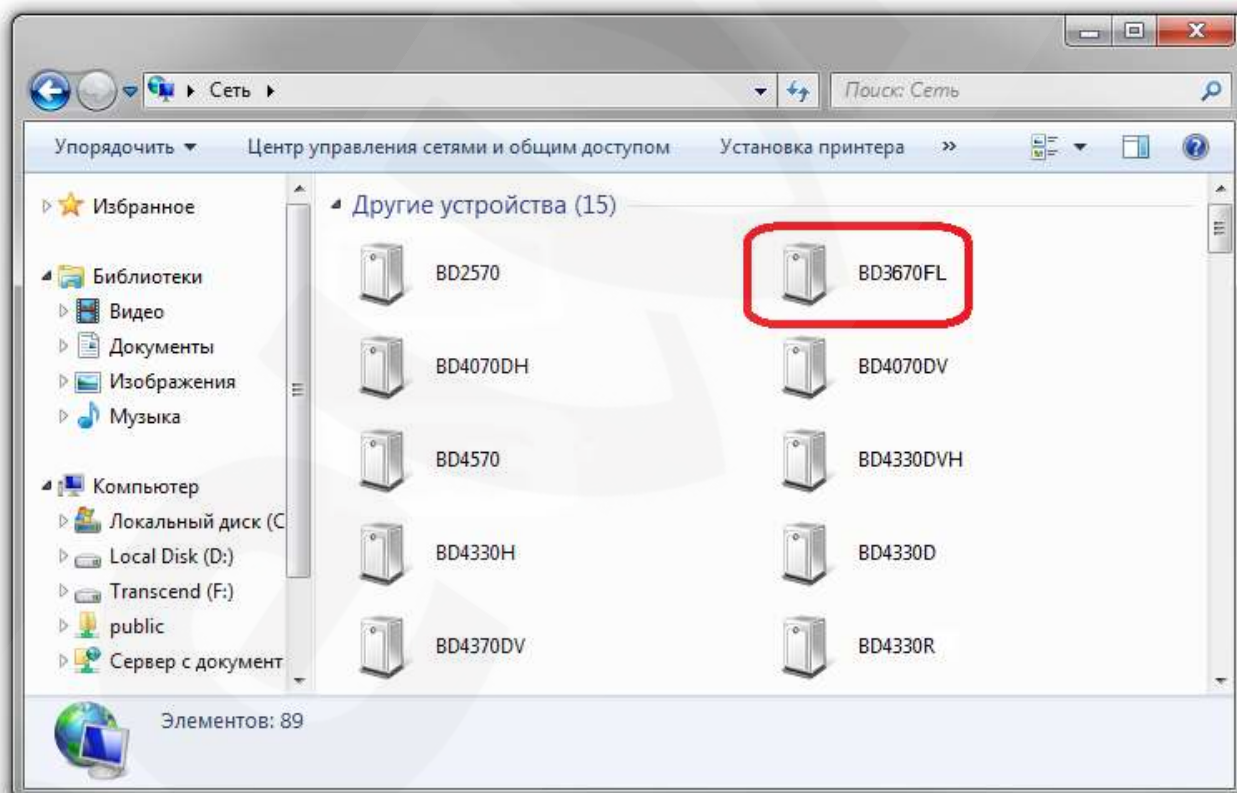 Сеть
Поиск: Сеть
Упорядочить Центр управления сетями и общим доступом Установка принтера »
Избранное
Библиотеки
Видео
Документы
Изображения
Музыка
Компьютер
Локальный диск (C
Local Disk (D:)
Transcend (F:)
public
Сервер с документ
Другие устройства (15)
BD2570 BD3670FL
BD4070DH BD4070DV
BD4570 BD4330DVH
BD4330H BD4330D
BD4370DV BD4330R
Элементов: 89